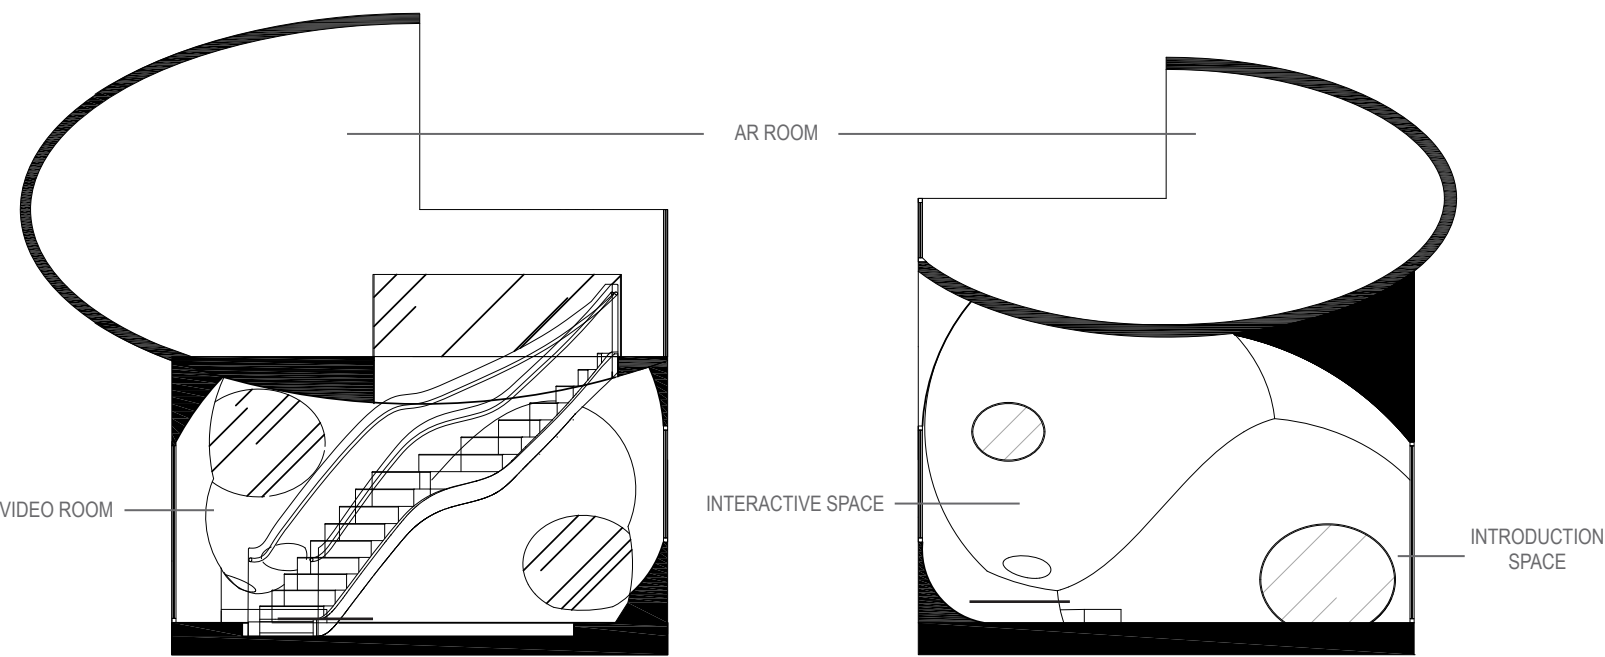 AR ROOM
VIDEO ROOM
INTERACTIVE SPACE
INTRODUCTION
SPACE